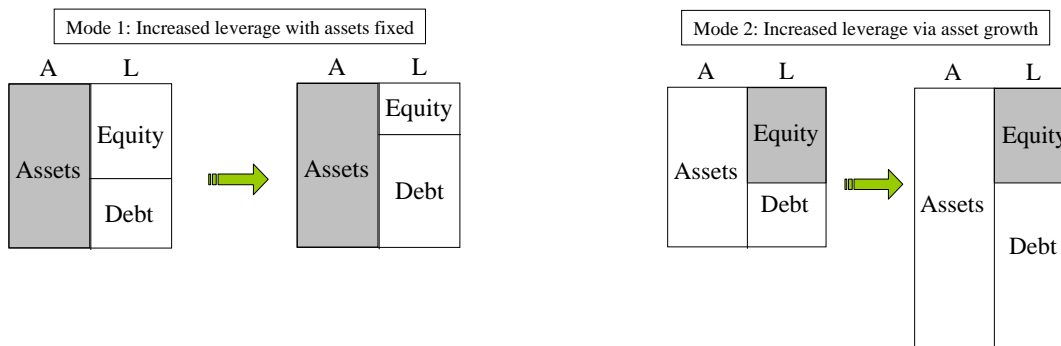 Mode 1: Increased leverage with assets fixed
A L
Assets
Equity
Debt
A L
Assets
Equity
Debt
Mode 2: Increased leverage via asset growth
A L
Assets
Equity
Debt
A L
Assets
Equity
Debt